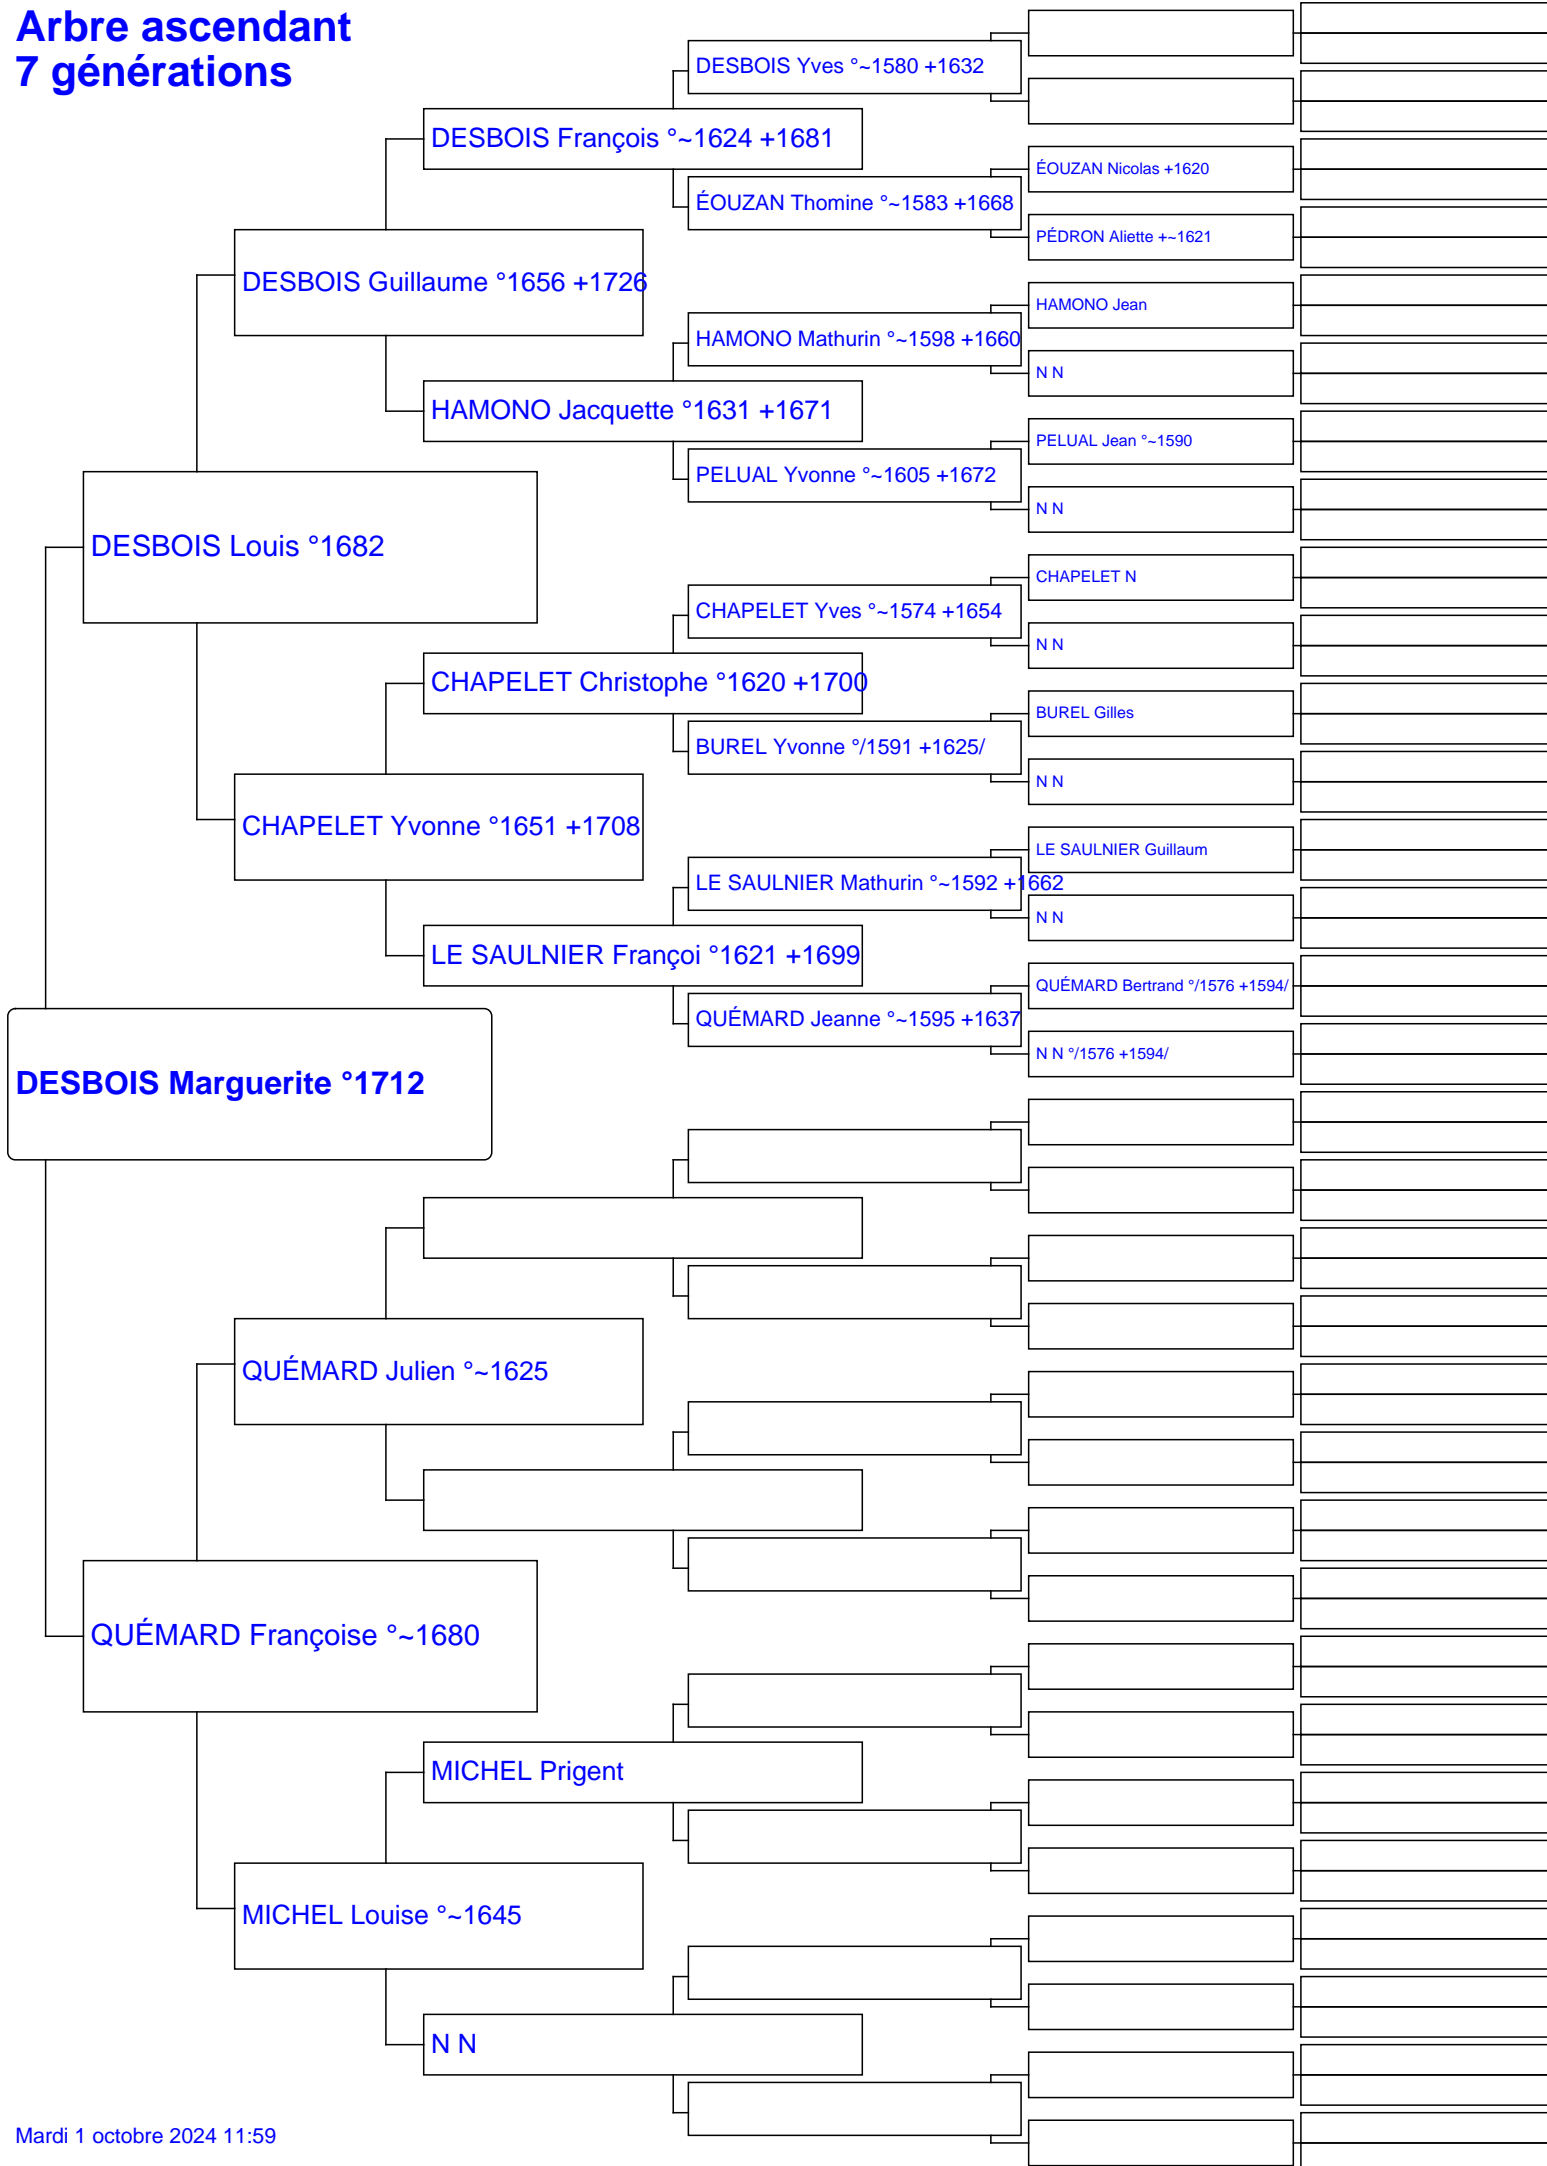 Arbre ascendant
7 générations
DESBOIS Yves °~1580 +1632
DESBOIS François °~1624 +1681
ÉOUZAN Nicolas +1620
ÉOUZAN Thomine °~1583 +1668
PÉDRON Aliette +~1621
DESBOIS Guillaume °1656 +1726
HAMONO Jean
HAMONO Mathurin °~1598 +1660
N N
HAMONO Jacquette °1631 +1671
PELUAL Jean °~1590
PELUAL Yvonne °~1605 +1672
N N
DESBOIS Louis °1682
CHAPELET N
CHAPELET Yves °~1574 +1654
N N
CHAPELET Christophe °1620 +1700
BUREL Gilles
BUREL Yvonne °/1591 +1625/
N N
CHAPELET Yvonne °1651 +1708
LE SAULNIER Guillaum
LE SAULNIER Mathurin °~1592 +1662
N N
LE SAULNIER Françoi °1621 +1699
QUÉMARD Bertrand °/1576 +1594/
QUÉMARD Jeanne °~1595 +1637
N N °/1576 +1594/
DESBOIS Marguerite °1712
QUÉMARD Julien °~1625
QUÉMARD Françoise °~1680
MICHEL Prigent
MICHEL Louise °~1645
N N
Mardi 1 octobre 2024 11:59